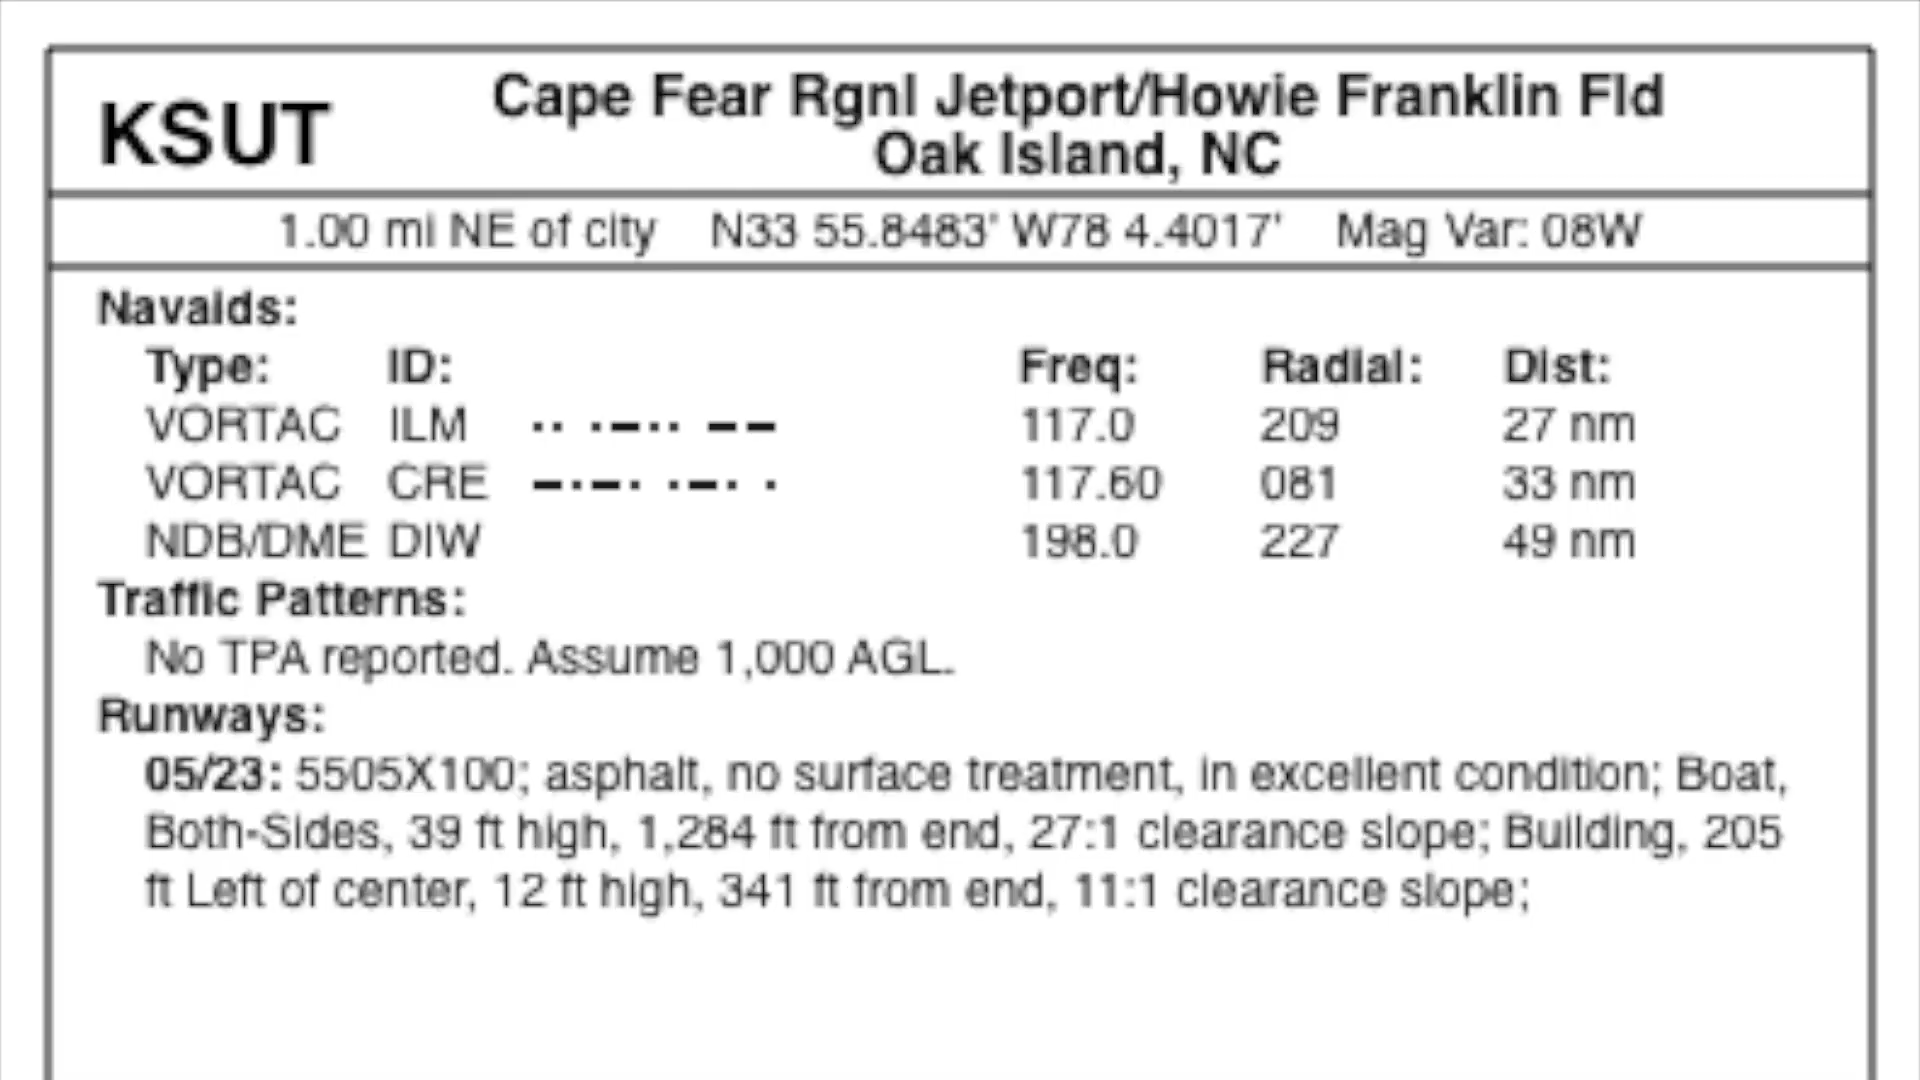 KSUT
Cape Fear Rgnl Jetport/Howie Franklin Fld
Oak Island, NC
1.00 mi NE of city N33 55.8483' W78 4.4017' Mag Var: 08W
Navaids:
Type: ID: Freq: Radial: Dist:
VORTAC ILM ·· ·−·· −− 117.0 209 27 nm
VORTAC CRE −·−· ·−· · 117.60 081 33 nm
NDB/DME DIW 198.0 227 49 nm
Traffic Patterns:
No TPA reported. Assume 1,000 AGL.
Runways:
05/23: 5505X100; asphalt, no surface treatment, in excellent condition; Boat,
Both-Sides, 39 ft high, 1,284 ft from end, 27:1 clearance slope; Building, 205
ft Left of center, 12 ft high, 341 ft from end, 11:1 clearance slope;